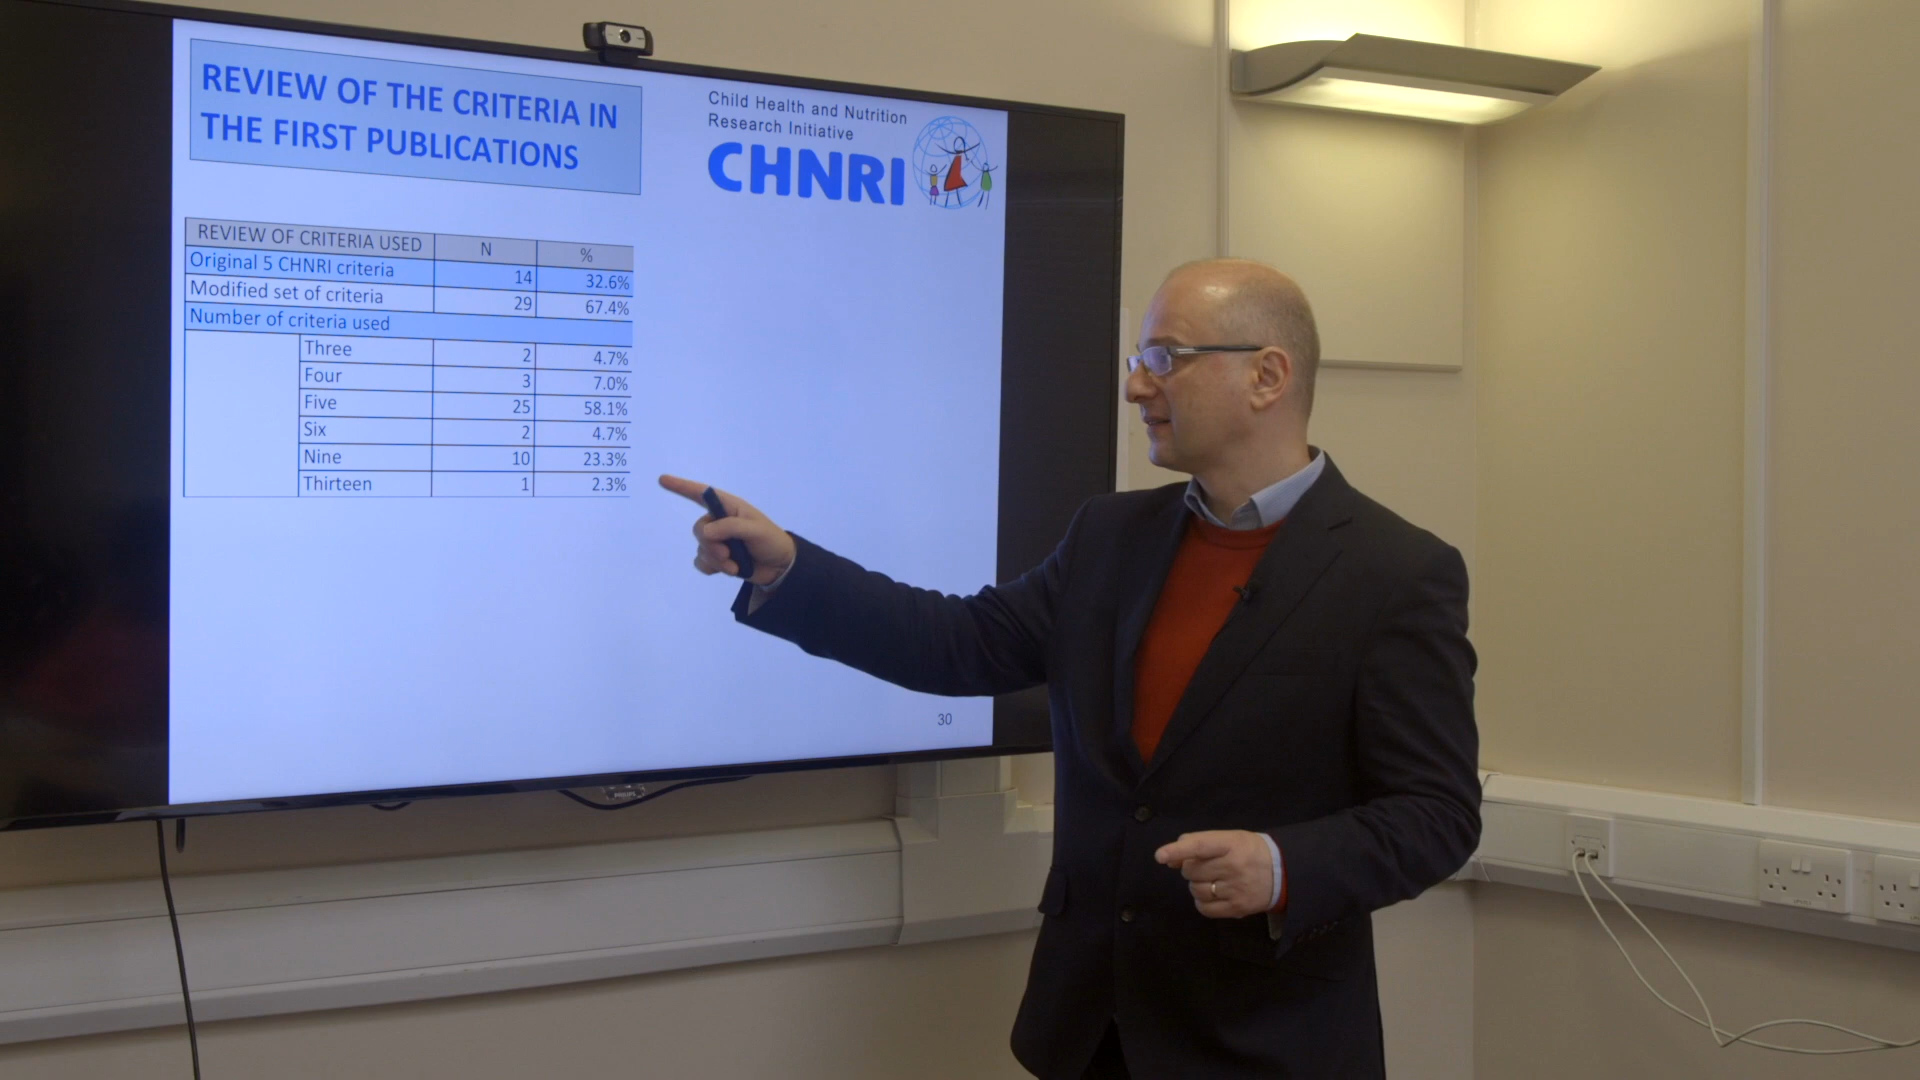 REVIEW OF THE CRITERIA IN
THE FIRST PUBLICATIONS
Child Health and Nutrition
Research Initiative
CHNRI
REVIEW OF CRITERIA USED N %
Original 5 CHNRI criteria 14 32.6%
Modified set of criteria 29 67.4%
Number of criteria used
Three 2 4.7%
Four 3 7.0%
Five 25 58.1%
Six 2 4.7%
Nine 10 23.3%
Thirteen 1 2.3%
30
PHILIPS